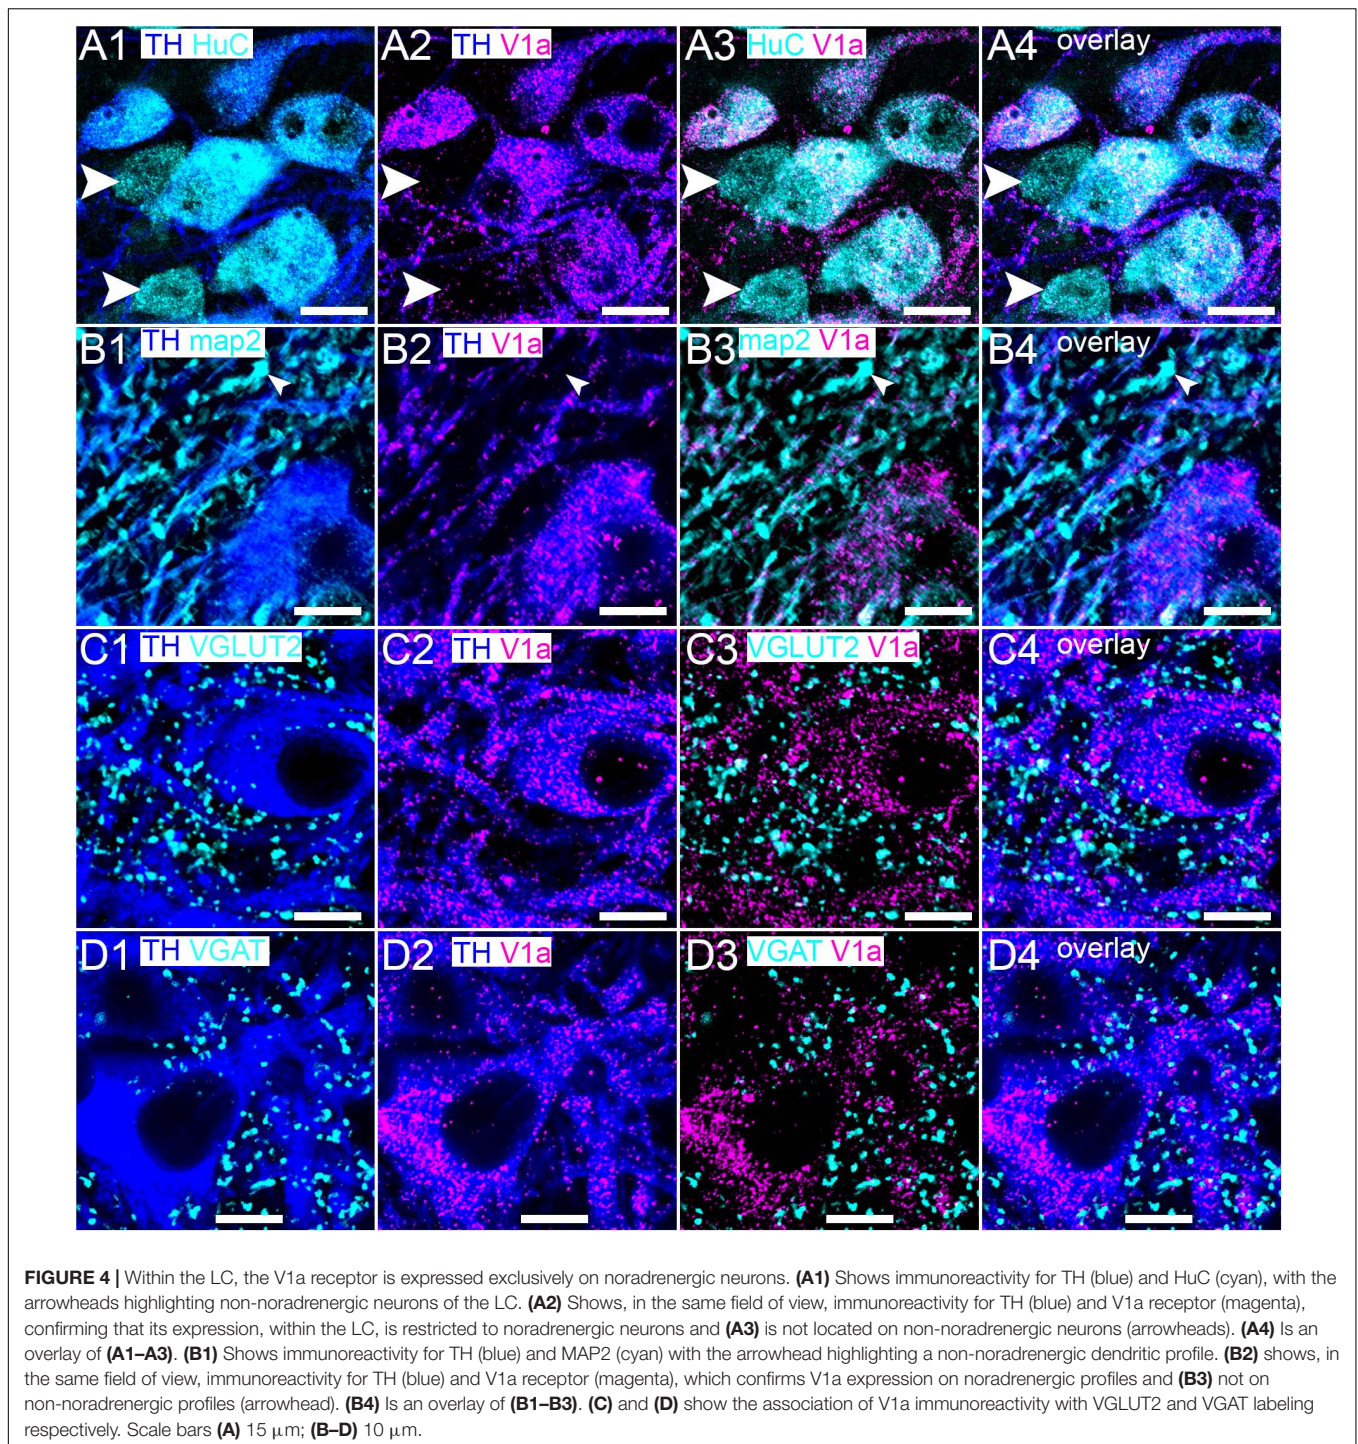 A1 TH HuC A2 TH V1a A3 HuC V1a A4 overlay
B1 TH map2 B2 TH V1a B3 map2 V1a B4 overlay
C1 TH VGLUT2 C2 TH V1a C3 VGLUT2 V1a C4 overlay
D1 TH VGAT D2 TH V1a D3 VGAT V1a D4 overlay
FIGURE 4 | Within the LC, the V1a receptor is expressed exclusively on noradrenergic neurons. (A1) Shows immunoreactivity for TH (blue) and HuC (cyan), with the
arrowheads highlighting non-noradrenergic neurons of the LC. (A2) Shows, in the same field of view, immunoreactivity for TH (blue) and V1a receptor (magenta),
confirming that its expression, within the LC, is restricted to noradrenergic neurons and (A3) is not located on non-noradrenergic neurons (arrowheads). (A4) Is an
overlay of (A1–A3). (B1) Shows immunoreactivity for TH (blue) and MAP2 (cyan) with the arrowhead highlighting a non-noradrenergic dendritic profile. (B2) shows, in
the same field of view, immunoreactivity for TH (blue) and V1a receptor (magenta), which confirms V1a expression on noradrenergic profiles and (B3) not on
non-noradrenergic profiles (arrowhead). (B4) Is an overlay of (B1–B3). (C) and (D) show the association of V1a immunoreactivity with VGLUT2 and VGAT labeling
respectively. Scale bars (A) 15 μm; (B–D) 10 μm.